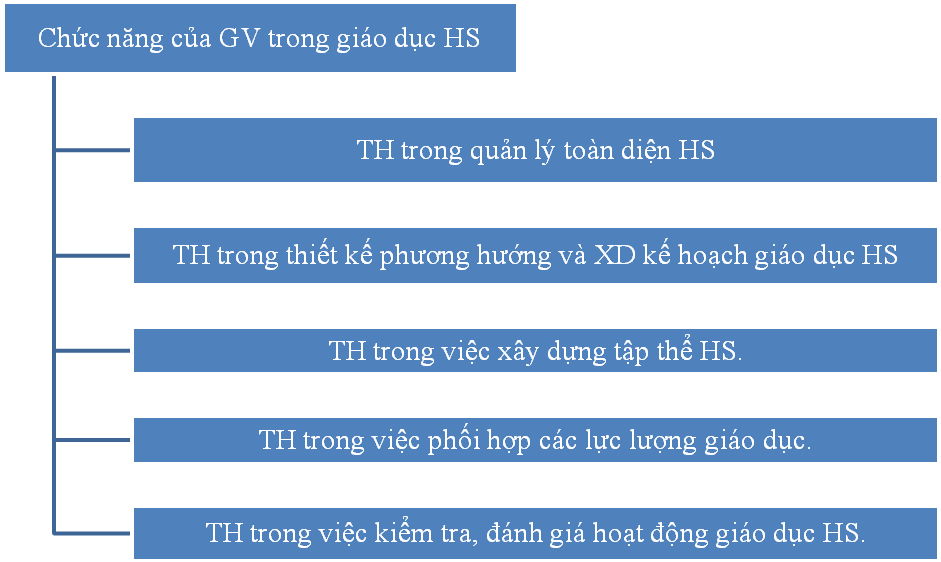 Chức năng của GV trong giáo dục HS
TH trong quản lý toàn diện HS
TH trong thiết kế phương hướng và XD kế hoạch giáo dục HS
TH trong việc xây dựng tập thể HS.
TH trong việc phối hợp các lực lượng giáo dục.
TH trong việc kiểm tra, đánh giá hoạt động giáo dục HS.